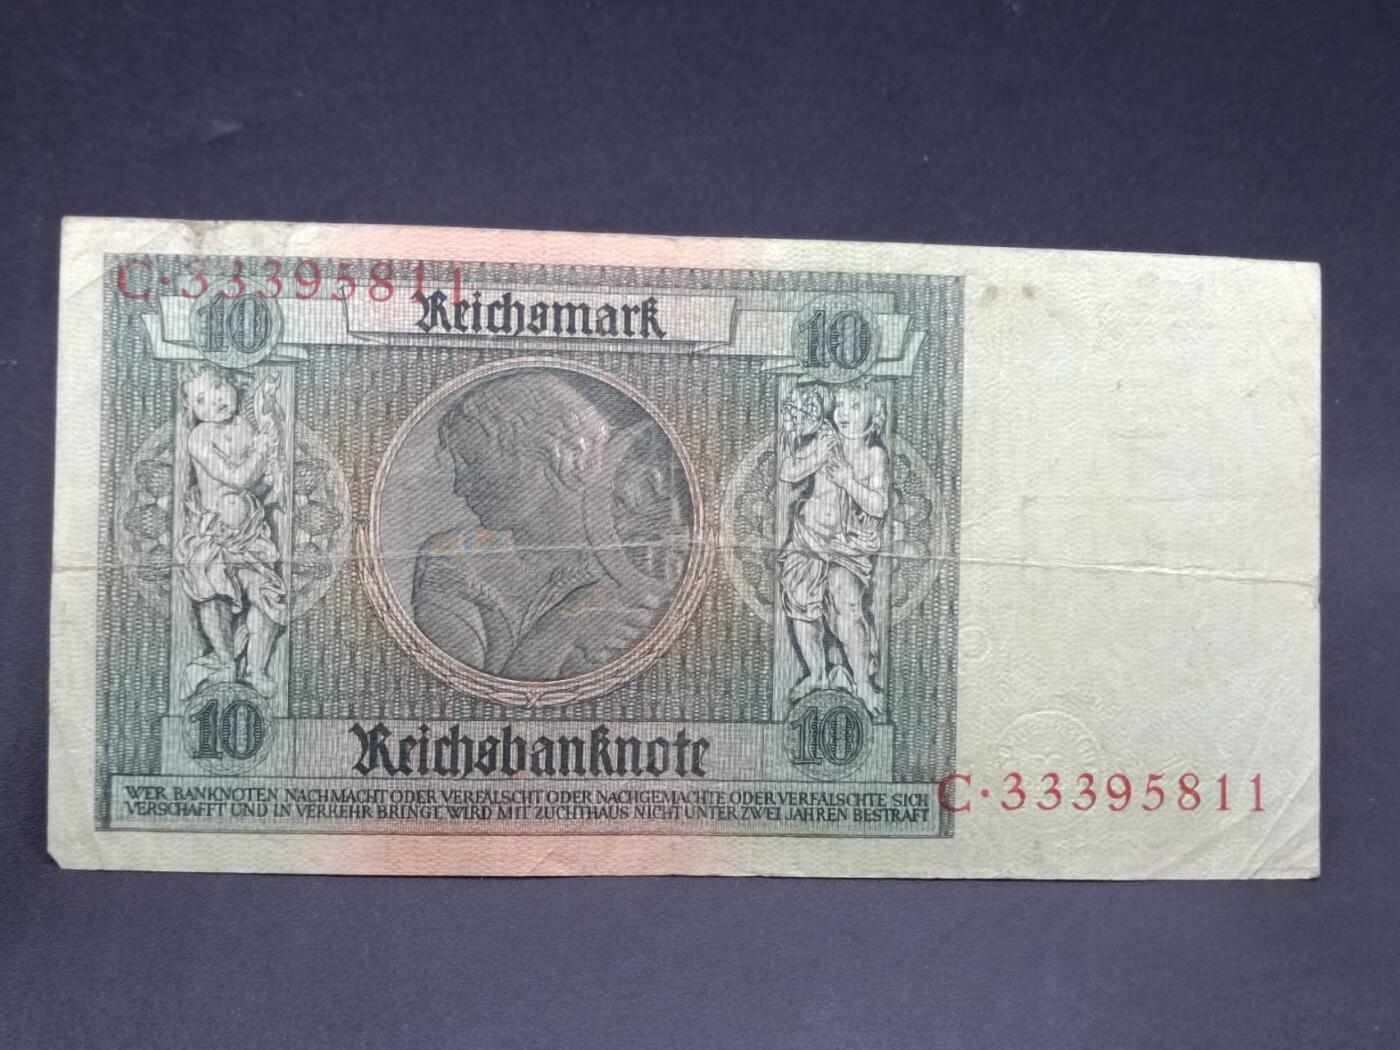 C·33395811
10 Reichsmark 10
10 Reichsbanknote 10
WER BANKNOTEN NACHMACHT ODER VERFÄLSCHT ODER NACHGEMACHTE ODER VERFÄLSCHTE SICH
VERSCHAFFT UND IN VERKEHR BRINGT, WIRD MIT ZUCHTHAUS NICHT UNTER ZWEI JAHREN BESTRAFT
C·33395811